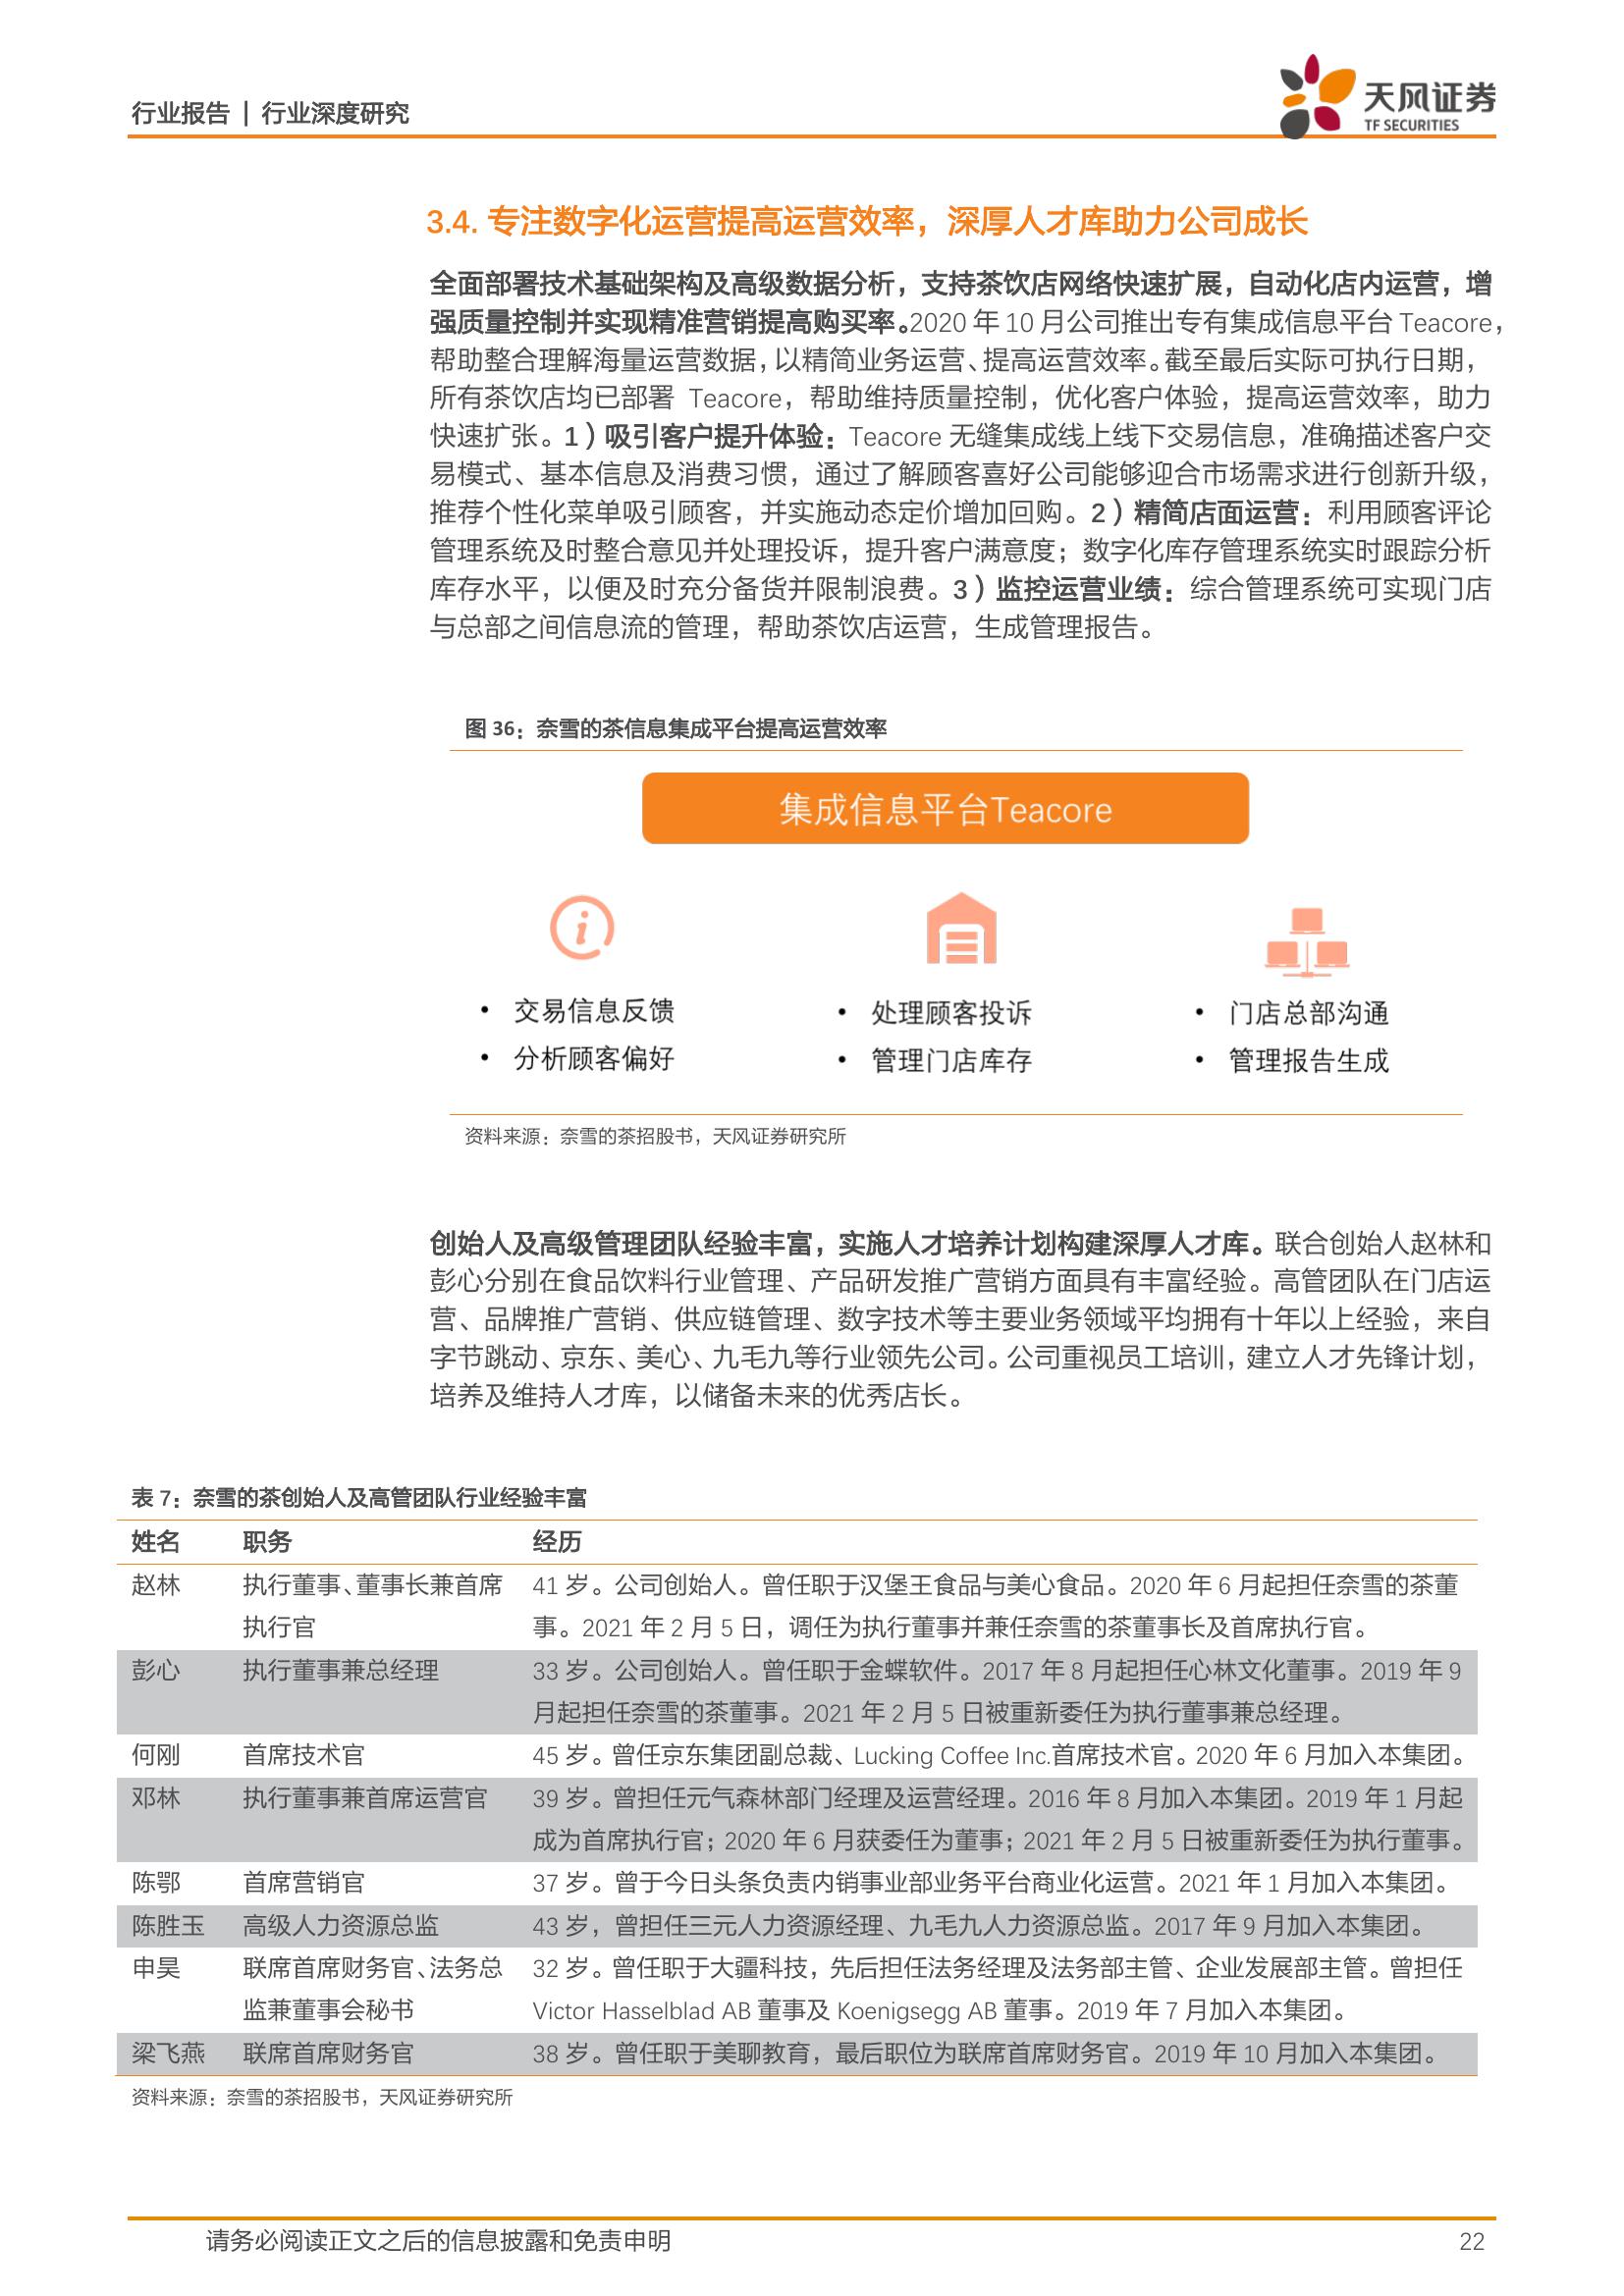 行业报告 | 行业深度研究
天风证券
TF SECURITIES
3.4. 专注数字化运营提高运营效率，深厚人才库助力公司成长
全面部署技术基础架构及高级数据分析，支持茶饮店网络快速扩展，自动化店内运营，增
强质量控制并实现精准营销提高购买率。2020 年 10 月公司推出专有集成信息平台 Teacore，
帮助整合理解海量运营数据，以精简业务运营、提高运营效率。截至最后实际可执行日期，
所有茶饮店均已部署 Teacore，帮助维持质量控制，优化客户体验，提高运营效率，助力
快速扩张。1）吸引客户提升体验：Teacore 无缝集成线上线下交易信息，准确描述客户交
易模式、基本信息及消费习惯，通过了解顾客喜好公司能够迎合市场需求进行创新升级，
推荐个性化菜单吸引顾客，并实施动态定价增加回购。2）精简店面运营：利用顾客评论
管理系统及时整合意见并处理投诉，提升客户满意度；数字化库存管理系统实时跟踪分析
库存水平，以便及时充分备货并限制浪费。3）监控运营业绩：综合管理系统可实现门店
与总部之间信息流的管理，帮助茶饮店运营，生成管理报告。
图 36：奈雪的茶信息集成平台提高运营效率
集成信息平台Teacore
• 交易信息反馈
• 分析顾客偏好
• 处理顾客投诉
• 管理门店库存
• 门店总部沟通
• 管理报告生成
资料来源：奈雪的茶招股书，天风证券研究所
创始人及高级管理团队经验丰富，实施人才培养计划构建深厚人才库。联合创始人赵林和
彭心分别在食品饮料行业管理、产品研发推广营销方面具有丰富经验。高管团队在门店运
营、品牌推广营销、供应链管理、数字技术等主要业务领域平均拥有十年以上经验，来自
字节跳动、京东、美心、九毛九等行业领先公司。公司重视员工培训，建立人才先锋计划，
培养及维持人才库，以储备未来的优秀店长。
表 7：奈雪的茶创始人及高管团队行业经验丰富
姓名 职务 经历
赵林 执行董事、董事长兼首席 41 岁。公司创始人。曾任职于汉堡王食品与美心食品。2020 年 6 月起担任奈雪的茶董
执行官 事。2021 年 2 月 5 日，调任为执行董事并兼任奈雪的茶董事长及首席执行官。
彭心 执行董事兼总经理 33 岁。公司创始人。曾任职于金蝶软件。2017 年 8 月起担任心林文化董事。2019 年 9
月起担任奈雪的茶董事。2021 年 2 月 5 日被重新委任为执行董事兼总经理。
何刚 首席技术官 45 岁。曾任京东集团副总裁、Lucking Coffee Inc.首席技术官。2020 年 6 月加入本集团。
邓林 执行董事兼首席运营官 39 岁。曾担任元气森林部门经理及运营经理。2016 年 8 月加入本集团。2019 年 1 月起
成为首席执行官；2020 年 6 月获委任为董事；2021 年 2 月 5 日被重新委任为执行董事。
陈鄂 首席营销官 37 岁。曾于今日头条负责内销事业部业务平台商业化运营。2021 年 1 月加入本集团。
陈胜玉 高级人力资源总监 43 岁，曾担任三元人力资源经理、九毛九人力资源总监。2017 年 9 月加入本集团。
申昊 联席首席财务官、法务总 32 岁。曾任职于大疆科技，先后担任法务经理及法务部主管、企业发展部主管。曾担任
监兼董事会秘书 Victor Hasselblad AB 董事及 Koenigsegg AB 董事。2019 年 7 月加入本集团。
梁飞燕 联席首席财务官 38 岁。曾任职于美聊教育，最后职位为联席首席财务官。2019 年 10 月加入本集团。
资料来源：奈雪的茶招股书，天风证券研究所
请务必阅读正文之后的信息披露和免责申明 22